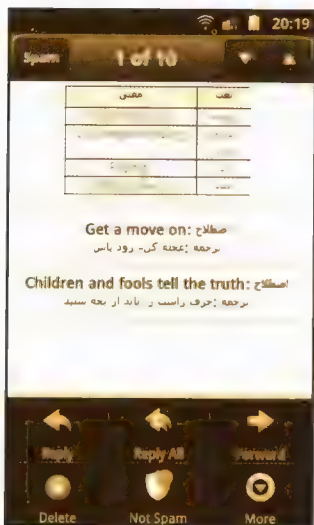 20:19
Spam
1 of 10
معنی
لغت
Get a move on: اصطلاح
ترجمه :عجله کن- زود باش
Children and fools tell the truth: اصطلاح
ترجمه :حرف راست را باید از بچه شنید
Reply
Reply All
Forward
Delete
Not Spam
More